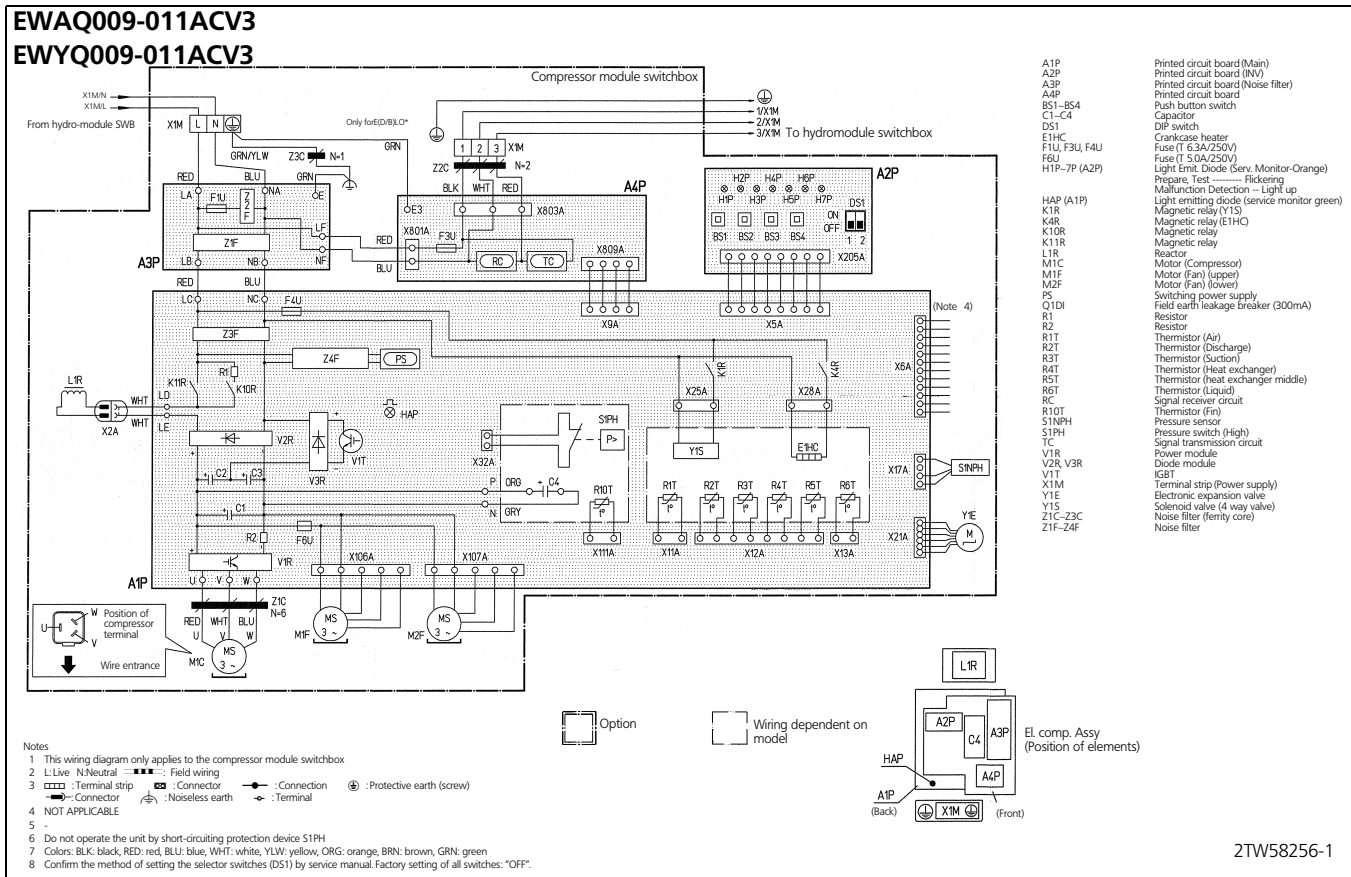 EWAQ009-011ACV3
EWYQ009-011ACV3
Compressor module switchbox
X1M/N
X1M/L
From hydro-module SWB
X1M
L N
GRN/YLW
Z3C N=1
Only forE(D/B)LO*
GRN
1/X1M
2/X1M
3/X1M
To hydromodule switchbox
1 2 3
X1M
Z2C
N=2
BLK WHT RED
A4P
RED BLU GRN
LA NA E
F1U
Z2F
Z1F
LF
NF
LB NB
A3P
E3
X803A
X801A
F3U
RED
BLU
RC
TC
X809A
A2P
H2P H4P H6P
H1P H3P H5P H7P
BS1 BS2 BS3 BS4
DS1
ON
OFF
1 2
X205A
RED BLU
LC NC
F4U
X9A
X5A
(Note 4)
Z3F
Z4F
PS
R1
K11R
K10R
L1R
WHT
WHT
X2A
LD
LE
HAP
K1R
K4R
X25A
X28A
X6A
V2R
V3R
V1T
C2
C3
X32A
S1PH
P>
Y1S
E1HC
X17A
S1NPH
P
ORG
C4
N
GRY
R10T
t°
R1T
R2T
R3T
R4T
R5T
R6T
t° t° t° t° t° t°
C1
R2
F6U
X111A
X11A
X12A
X13A
X21A
Y1E
M
V1R
X106A
X107A
A1P
U V W
Z1C
N=6
RED WHT BLU
U V W
MS
3 ~
M1C
M1F
MS
3 ~
M2F
MS
3 ~
W
U
V
Position of
compressor
terminal
Wire entrance
A1P Printed circuit board (Main)
A2P Printed circuit board (INV)
A3P Printed circuit board (Noise filter)
A4P Printed circuit board
BS1–BS4 Push button switch
C1–C4 Capacitor
DS1 DIP switch
E1HC Crankcase heater
F1U, F3U, F4U Fuse (T 6.3A/250V)
F6U Fuse (T 5.0A/250V)
H1P–7P (A2P) Light Emit. Diode (Serv. Monitor-Orange)
Prepare, Test --------- Flickering
Malfunction Detection -- Light up
HAP (A1P) Light emitting diode (service monitor green)
K1R Magnetic relay (Y1S)
K4R Magnetic relay (E1HC)
K10R Magnetic relay
K11R Magnetic relay
L1R Reactor
M1C Motor (Compressor)
M1F Motor (Fan) (upper)
M2F Motor (Fan) (lower)
PS Switching power supply
Q1DI Field earth leakage breaker (300mA)
R1 Resistor
R2 Resistor
R1T Thermistor (Air)
R2T Thermistor (Discharge)
R3T Thermistor (Suction)
R4T Thermistor (Heat exchanger)
R5T Thermistor (heat exchanger middle)
R6T Thermistor (Liquid)
RC Signal receiver circuit
R10T Thermistor (Fin)
S1NPH Pressure sensor
S1PH Pressure switch (High)
TC Signal transmission circuit
V1R Power module
V2R, V3R Diode module
V1T IGBT
X1M Terminal strip (Power supply)
Y1E Electronic expansion valve
Y1S Solenoid valve (4 way valve)
Z1C–Z3C Noise filter (ferrity core)
Z1F–Z4F Noise filter
Option
Wiring dependent on
model
L1R
A2P
C4
A3P
A4P
HAP
A1P
(Back)
X1M
(Front)
El. comp. Assy
(Position of elements)
Notes
1 This wiring diagram only applies to the compressor module switchbox
2 L: Live N:Neutral : Field wiring
3 : Terminal strip : Connector : Connection : Protective earth (screw)
: Connector : Noiseless earth : Terminal
4 NOT APPLICABLE
5 -
6 Do not operate the unit by short-circuiting protection device S1PH
7 Colors: BLK: black, RED: red, BLU: blue, WHT: white, YLW: yellow, ORG: orange, BRN: brown, GRN: green
8 Confirm the method of setting the selector switches (DS1) by service manual. Factory setting of all switches: "OFF".
2TW58256-1